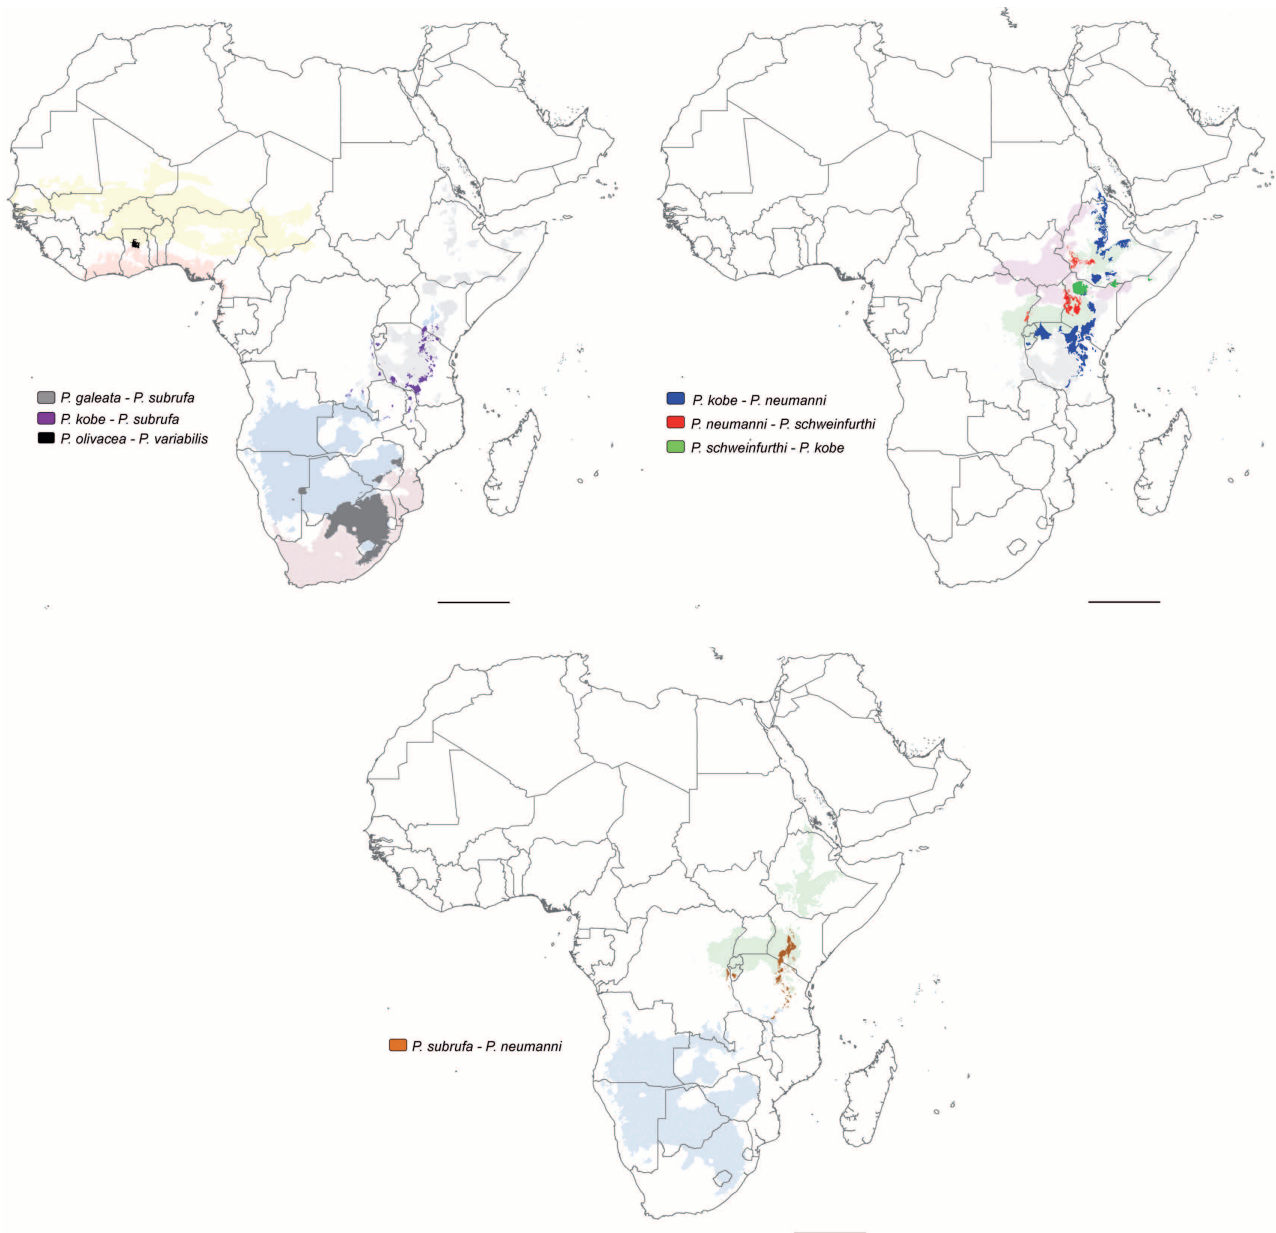 P. galeata - P. subrufa
P. kobe - P. subrufa
P. olivacea - P. variabilis
P. kobe - P. neumanni
P. neumanni - P. schweinfurthi
P. schweinfurthi - P. kobe
P. subrufa - P. neumanni